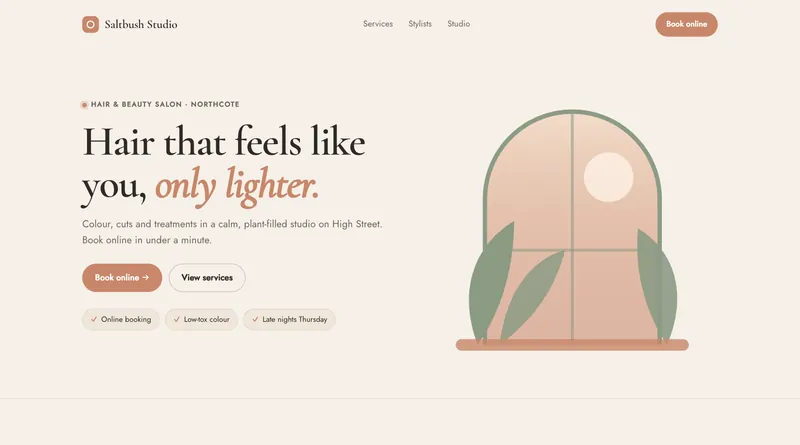 Saltbush Studio
Services
Stylists
Studio
Book online
HAIR & BEAUTY SALON · NORTHCOTE
Hair that feels like
you, only lighter.
Colour, cuts and treatments in a calm, plant-filled studio on High Street.
Book online in under a minute.
Book online →
View services
Online booking
Low-tox colour
Late nights Thursday